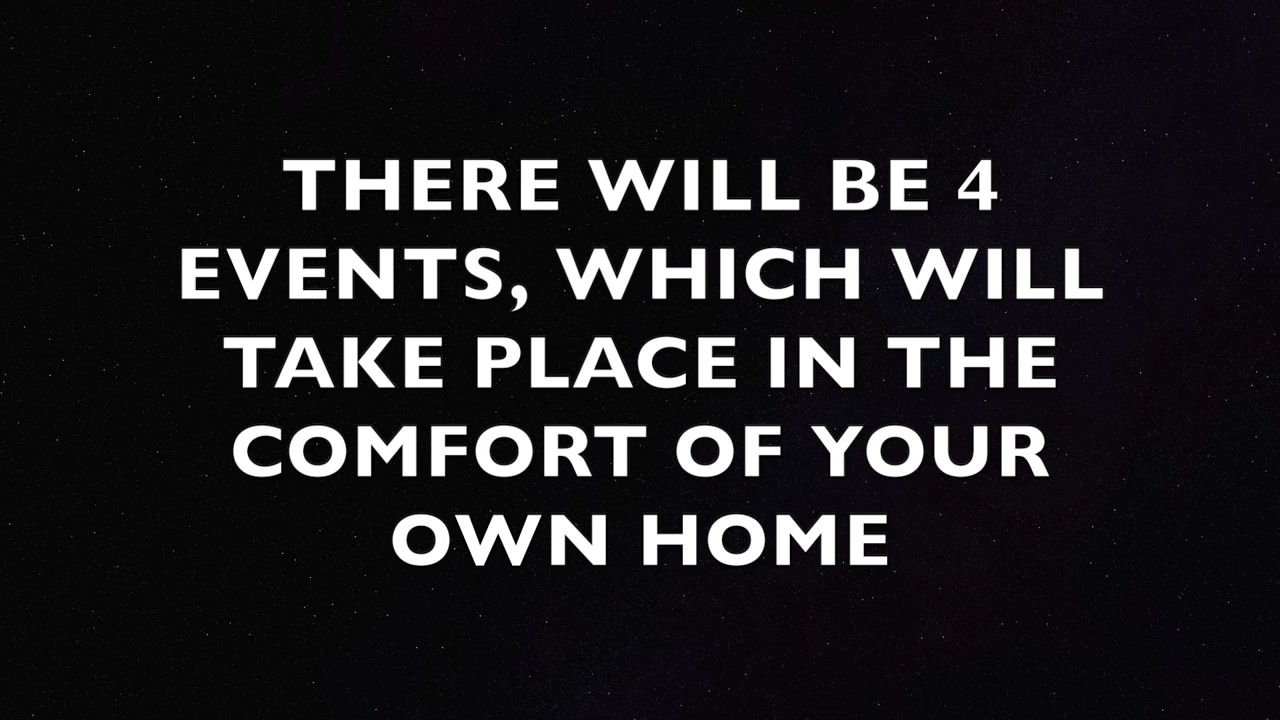 THERE WILL BE 4
EVENTS, WHICH WILL
TAKE PLACE IN THE
COMFORT OF YOUR
OWN HOME